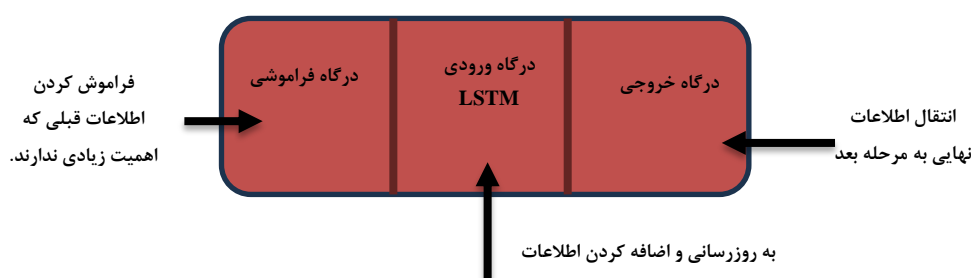 درگاه فراموشی
درگاه ورودی
LSTM
درگاه خروجی
فراموش کردن
اطلاعات قبلی که
اهمیت زیادی ندارند.
انتقال اطلاعات
نهایی به مرحله بعد
به روزرسانی و اضافه کردن اطلاعات